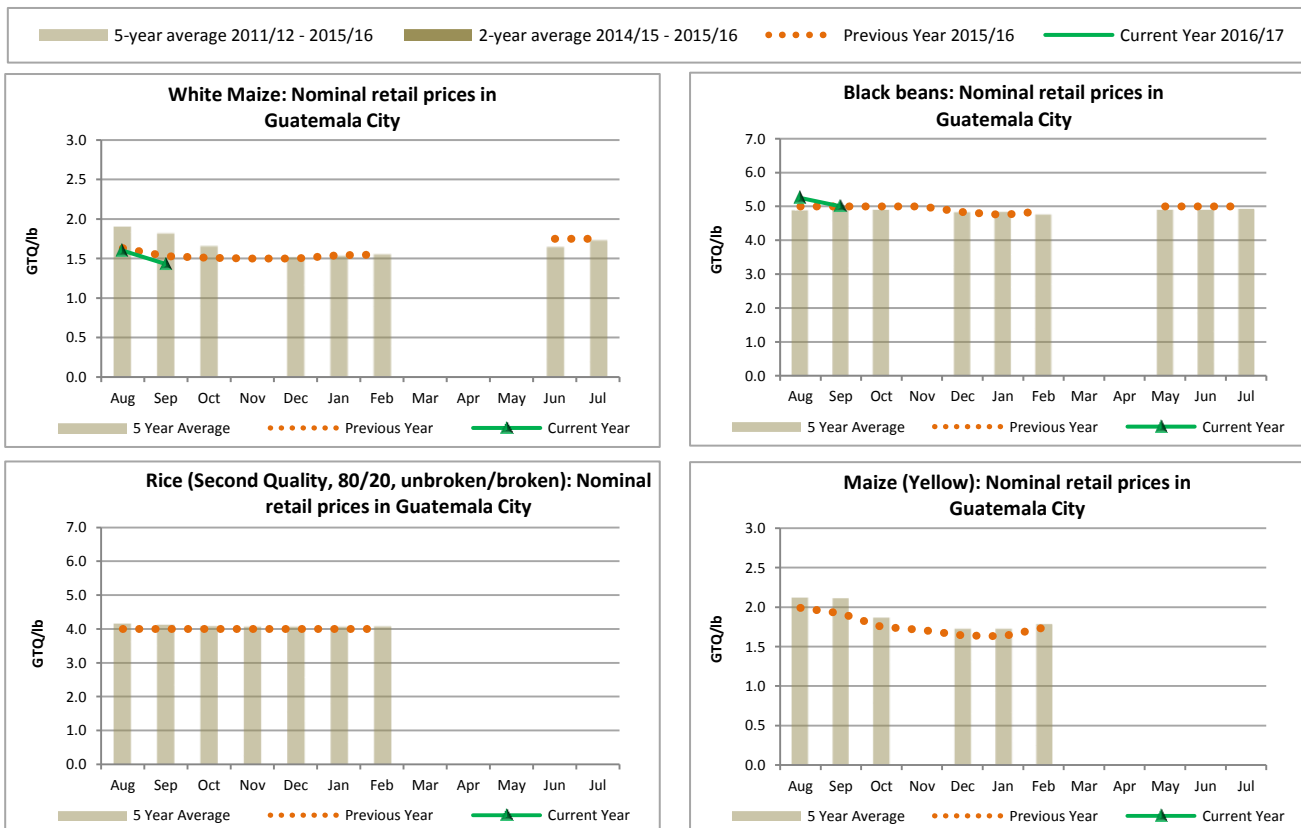 5-year average 2011/12 - 2015/16 2-year average 2014/15 - 2015/16 Previous Year 2015/16 Current Year 2016/17
White Maize: Nominal retail prices in
Guatemala City
3.0
2.5
2.0
1.5
1.0
0.5
0.0
GTQ/lb
Aug Sep Oct Nov Dec Jan Feb Mar Apr May Jun Jul
5 Year Average Previous Year Current Year
Black beans: Nominal retail prices in
Guatemala City
7.0
6.0
5.0
4.0
3.0
2.0
1.0
0.0
GTQ/lb
Aug Sep Oct Nov Dec Jan Feb Mar Apr May Jun Jul
5 Year Average Previous Year Current Year
Rice (Second Quality, 80/20, unbroken/broken): Nominal
retail prices in Guatemala City
7.0
6.0
5.0
4.0
3.0
2.0
1.0
0.0
GTQ/lb
Aug Sep Oct Nov Dec Jan Feb Mar Apr May Jun Jul
5 Year Average Previous Year Current Year
Maize (Yellow): Nominal retail prices in
Guatemala City
3.0
2.5
2.0
1.5
1.0
0.5
0.0
GTQ/lb
Aug Sep Oct Nov Dec Jan Feb Mar Apr May Jun Jul
5 Year Average Previous Year Current Year